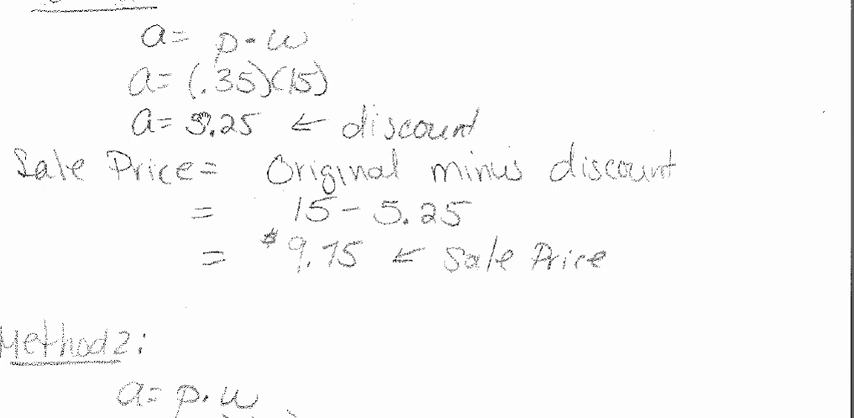 a = p · w
a = (.35)(15)
a = 5.25 ← discount
Sale Price = Original minus discount
= 15 - 5.25
= $9.75 ← Sale Price
Method 2:
a = p · w